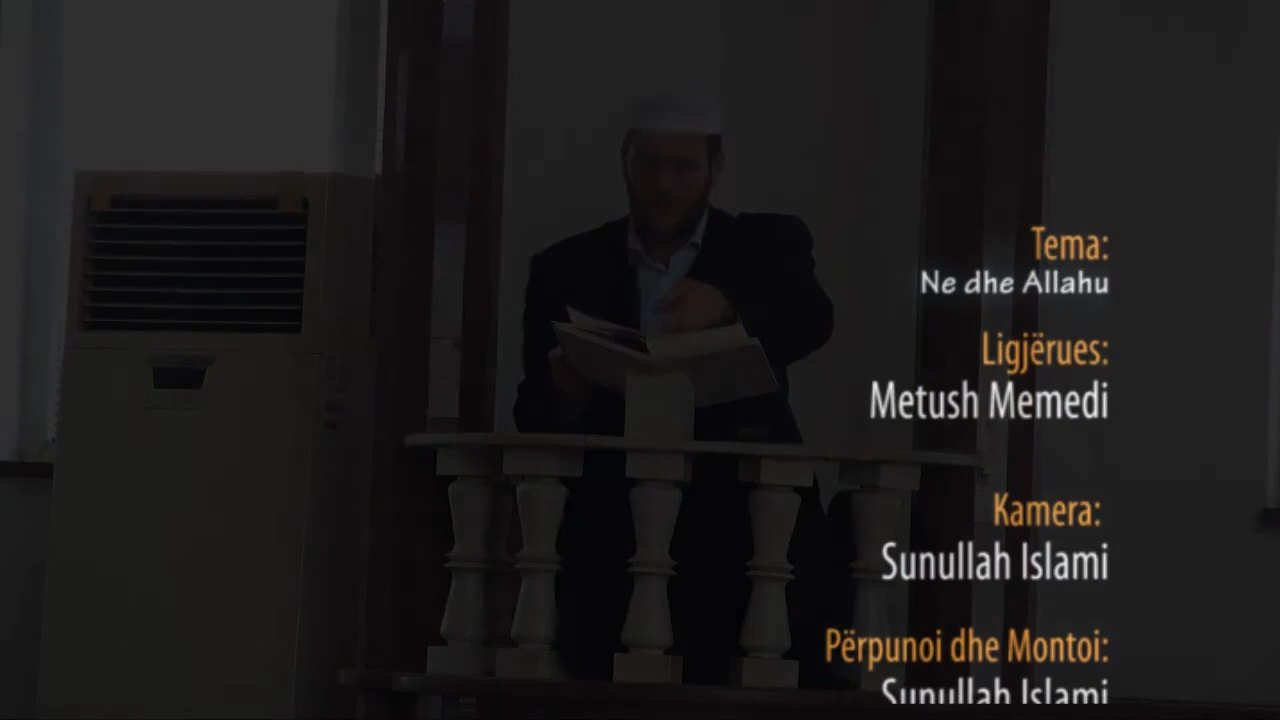 Tema:
Ne dhe Allahu
Ligjërues:
Metush Memedi
Kamera:
Sunullah Islami
Përpunoi dhe Montoi:
Sunullah Islami